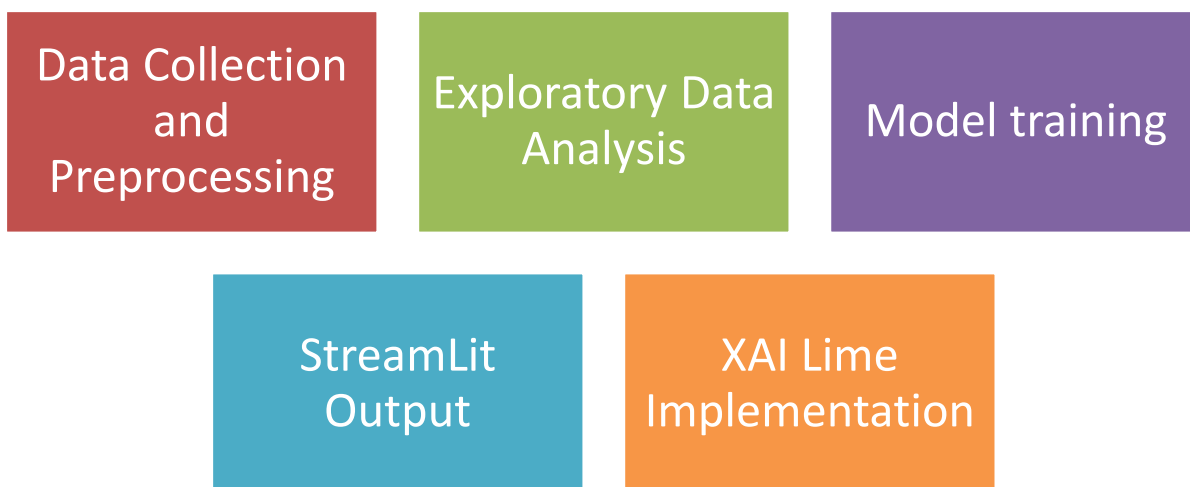 Data Collection
and
Preprocessing
Exploratory Data
Analysis
Model training
StreamLit
Output
XAI Lime
Implementation